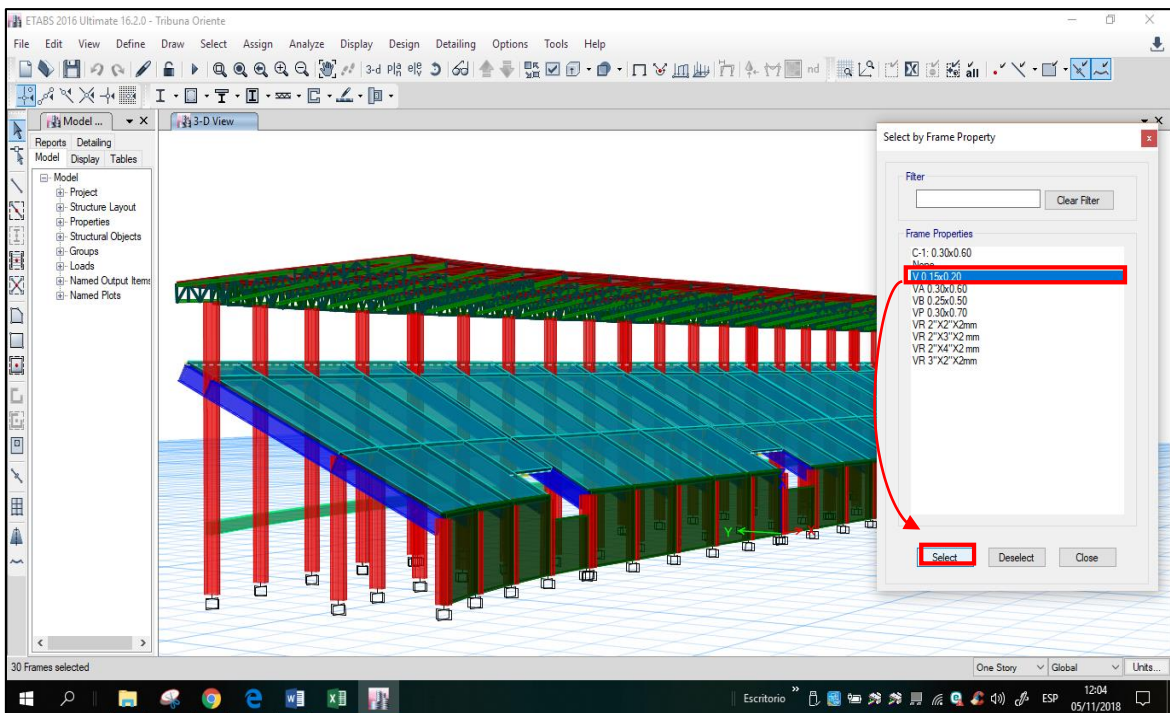 ETABS 2016 Ultimate 16.2.0 - Tribuna Oriente
File Edit View Define Draw Select Assign Analyze Display Design Detailing Options Tools Help
3-d
nd
all
Model ...
3-D View
Reports Detailing
Model Display Tables
Model
Project
Structure Layout
Properties
Structural Objects
Groups
Loads
Named Output Items
Named Plots
Y
Select by Frame Property
x
Filter
Clear Filter
Frame Properties
C-1: 0.30x0.60
None
V 0.15x0.20
VA 0.30x0.60
VB 0.25x0.50
VP 0.30x0.70
VR 2"X2"X2mm
VR 2"X3"X2 mm
VR 2"X4"X2 mm
VR 3"X2"X2mm
Select Deselect Close
30 Frames selected
One Story Global Units...
Escritorio
ESP
12:04
05/11/2018